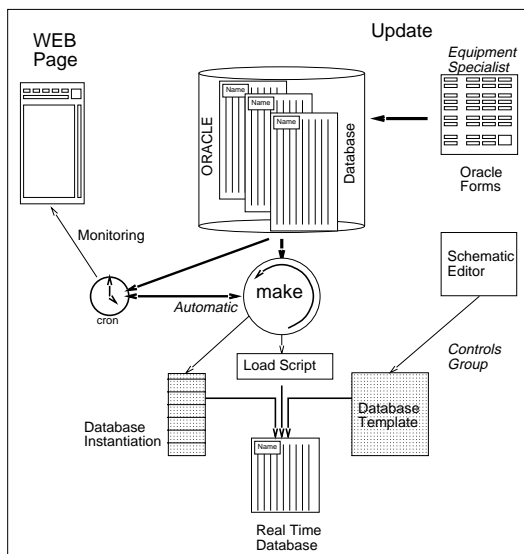 WEB
Page
Update
Equipment
Specialist
Name
Name
Name
ORACLE
Database
Oracle
Forms
Monitoring
Schematic
Editor
make
Automatic
cron
Load Script
Controls
Group
Database
Instantiation
Database
Template
Name
Real Time
Database